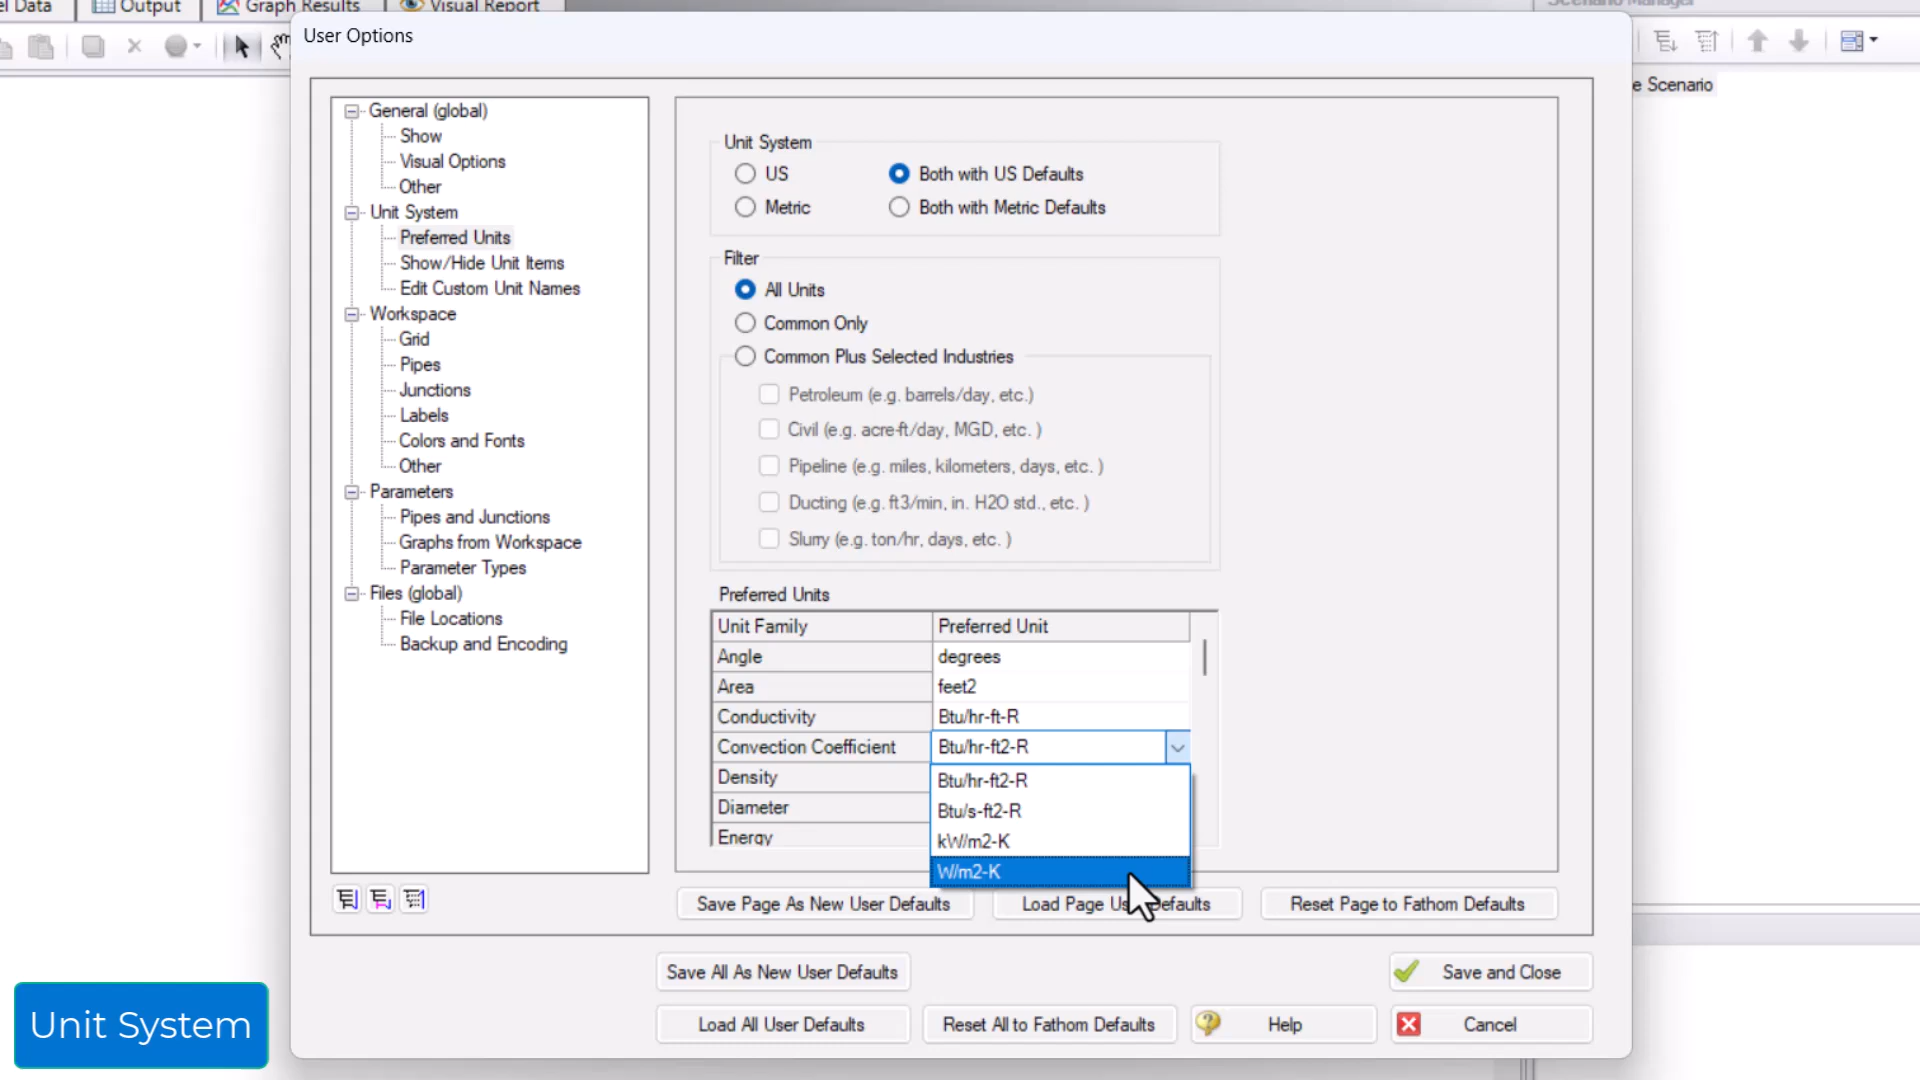 el Data
Output
Graph Results
Visual Report
Scenario Manager
User Options
e Scenario
General (global)
Show
Visual Options
Other
Unit System
Preferred Units
Show/Hide Unit Items
Edit Custom Unit Names
Workspace
Grid
Pipes
Junctions
Labels
Colors and Fonts
Other
Parameters
Pipes and Junctions
Graphs from Workspace
Parameter Types
Files (global)
File Locations
Backup and Encoding
Unit System
US
Both with US Defaults
Metric
Both with Metric Defaults
Filter
All Units
Common Only
Common Plus Selected Industries
Petroleum (e.g. barrels/day, etc.)
Civil (e.g. acre-ft/day, MGD, etc. )
Pipeline (e.g. miles, kilometers, days, etc. )
Ducting (e.g. ft3/min, in. H2O std., etc. )
Slurry (e.g. ton/hr, days, etc. )
Preferred Units
Unit Family Preferred Unit
Angle degrees
Area feet2
Conductivity Btu/hr-ft-R
Convection Coefficient Btu/hr-ft2-R
Density
Diameter
Energy
Btu/hr-ft2-R
Btu/s-ft2-R
kW/m2-K
W/m2-K
Save Page As New User Defaults
Load Page Us Defaults
Reset Page to Fathom Defaults
Save All As New User Defaults
Save and Close
Load All User Defaults
Reset All to Fathom Defaults
Help
Cancel
Unit System